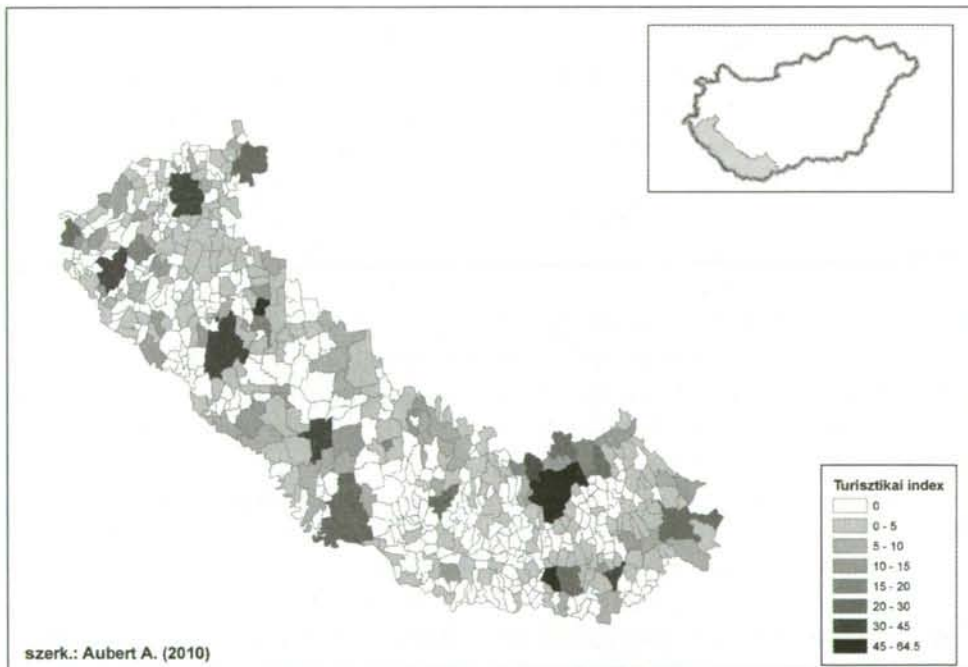 Turisztikai index
0
0 - 5
5 - 10
10 - 15
15 - 20
20 - 30
30 - 45
45 - 64.5
szerk.: Aubert A. (2010)